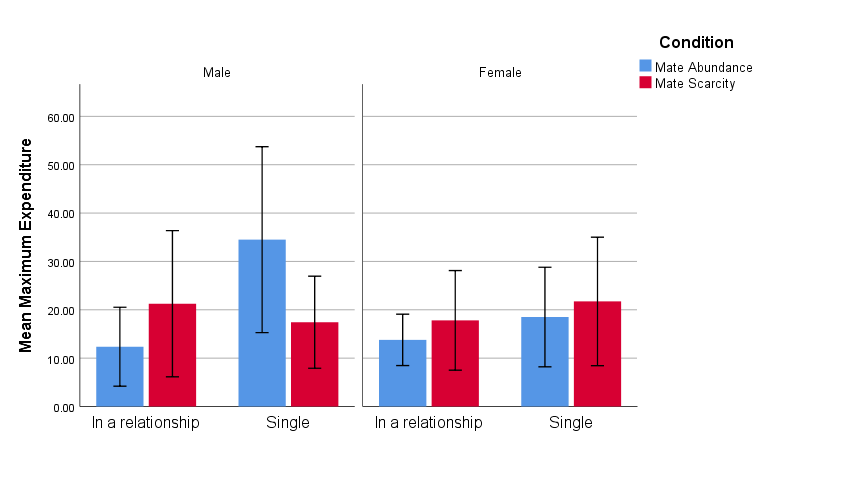 Condition
Mate Abundance
Mate Scarcity
Male
Female
Mean Maximum Expenditure
60.00
50.00
40.00
30.00
20.00
10.00
0.00
In a relationship
Single
In a relationship
Single